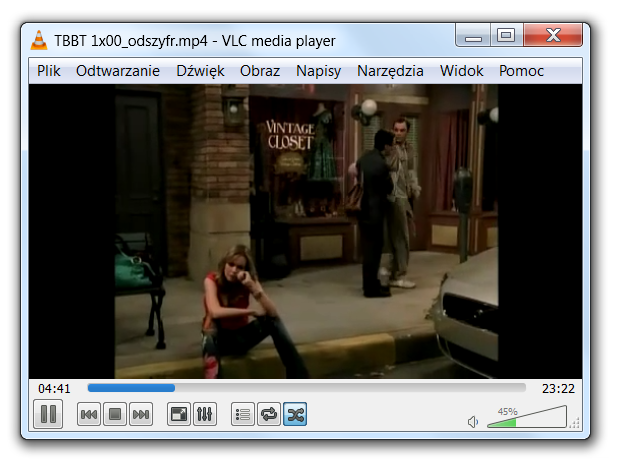 TBBT 1x00_odszyfr.mp4 - VLC media player
Plik Odtwarzanie Dźwięk Obraz Napisy Narzędzia Widok Pomoc
VINTAGE
CLOSET
04:41 23:22
45%